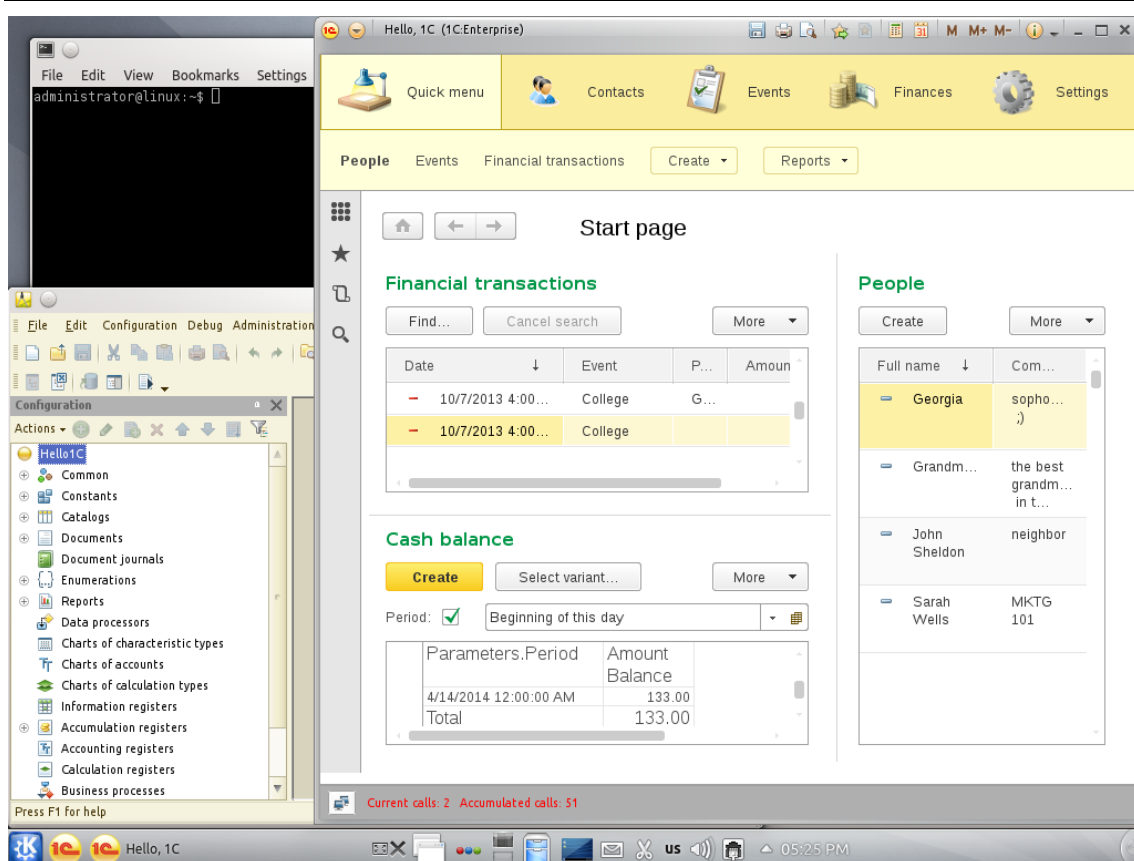 Hello, 1C (1C:Enterprise)
M M+ M-
File Edit View Bookmarks Settings
administrator@linux:~$
Quick menu Contacts Events Finances Settings
People Events Financial transactions Create Reports
Start page
Financial transactions
Find... Cancel search More
Date ↓ Event P... Amoun
10/7/2013 4:00... College G...
10/7/2013 4:00... College
Cash balance
Create Select variant... More
Period: Beginning of this day
Parameters.Period Amount
Balance
4/14/2014 12:00:00 AM 133.00
Total 133.00
People
Create More
Full name ↓ Com...
Georgia sopho...
;)
Grandm... the best
grandm...
in t...
John neighbor
Sheldon
Sarah MKTG
Wells 101
Current calls: 2 Accumulated calls: 51
File Edit Configuration Debug Administration
Configuration
Actions
Hello1C
Common
Constants
Catalogs
Documents
Document journals
Enumerations
Reports
Data processors
Charts of characteristic types
Charts of accounts
Charts of calculation types
Information registers
Accumulation registers
Accounting registers
Calculation registers
Business processes
Press F1 for help
Hello, 1C us 05:25 PM